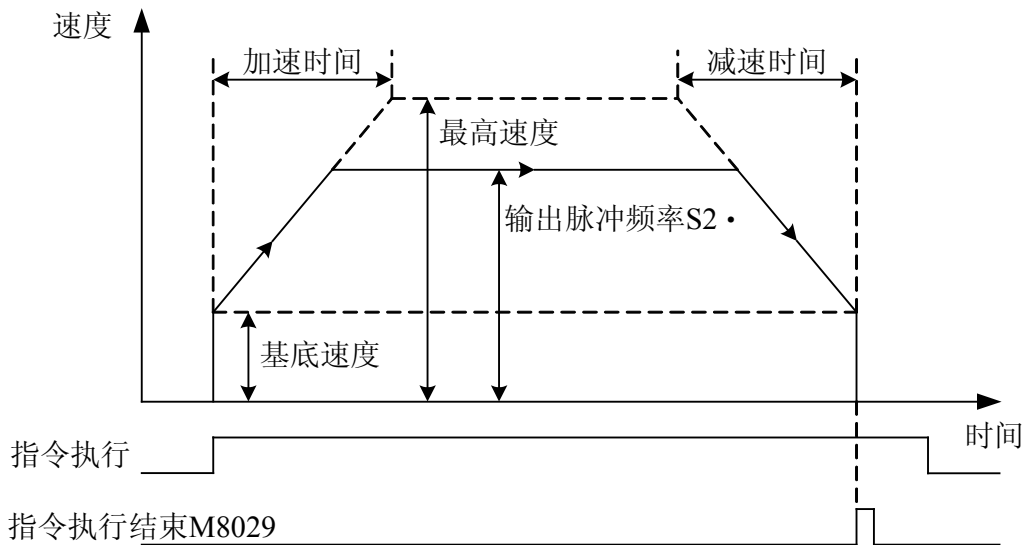 速度
加速时间
减速时间
最高速度
输出脉冲频率S2·
基底速度
时间
指令执行
指令执行结束M8029